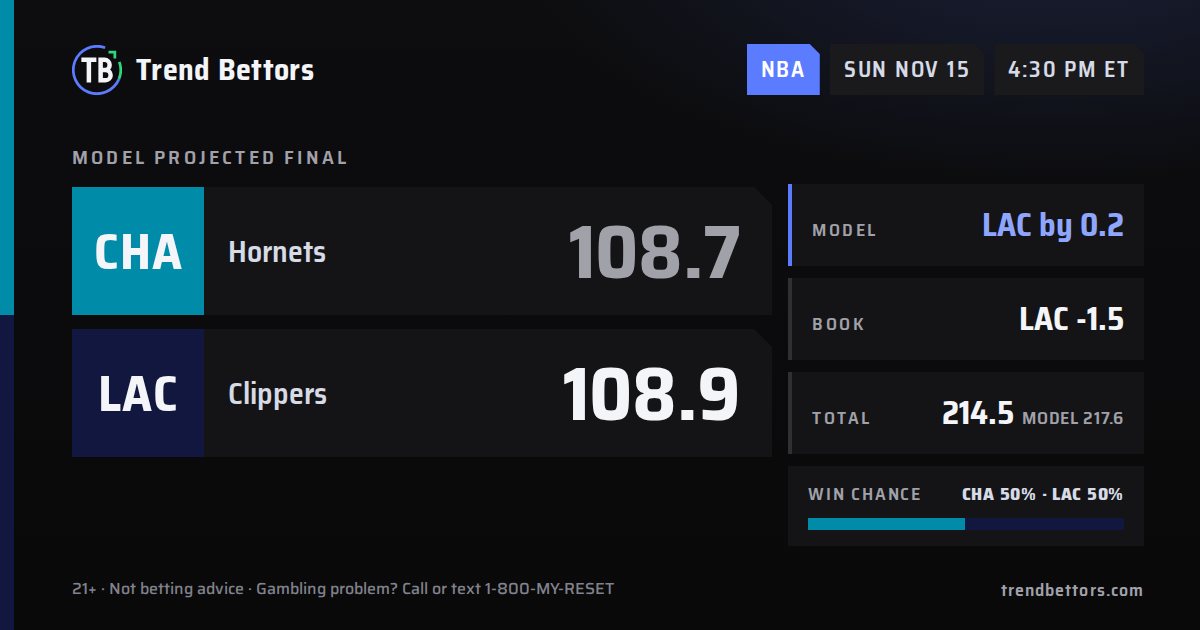 TB Trend Bettors
NBA SUN NOV 15 4:30 PM ET
MODEL PROJECTED FINAL
CHA Hornets 108.7
LAC Clippers 108.9
MODEL LAC by 0.2
BOOK LAC -1.5
TOTAL 214.5 MODEL 217.6
WIN CHANCE CHA 50% · LAC 50%
21+ · Not betting advice · Gambling problem? Call or text 1-800-MY-RESET
trendbettors.com